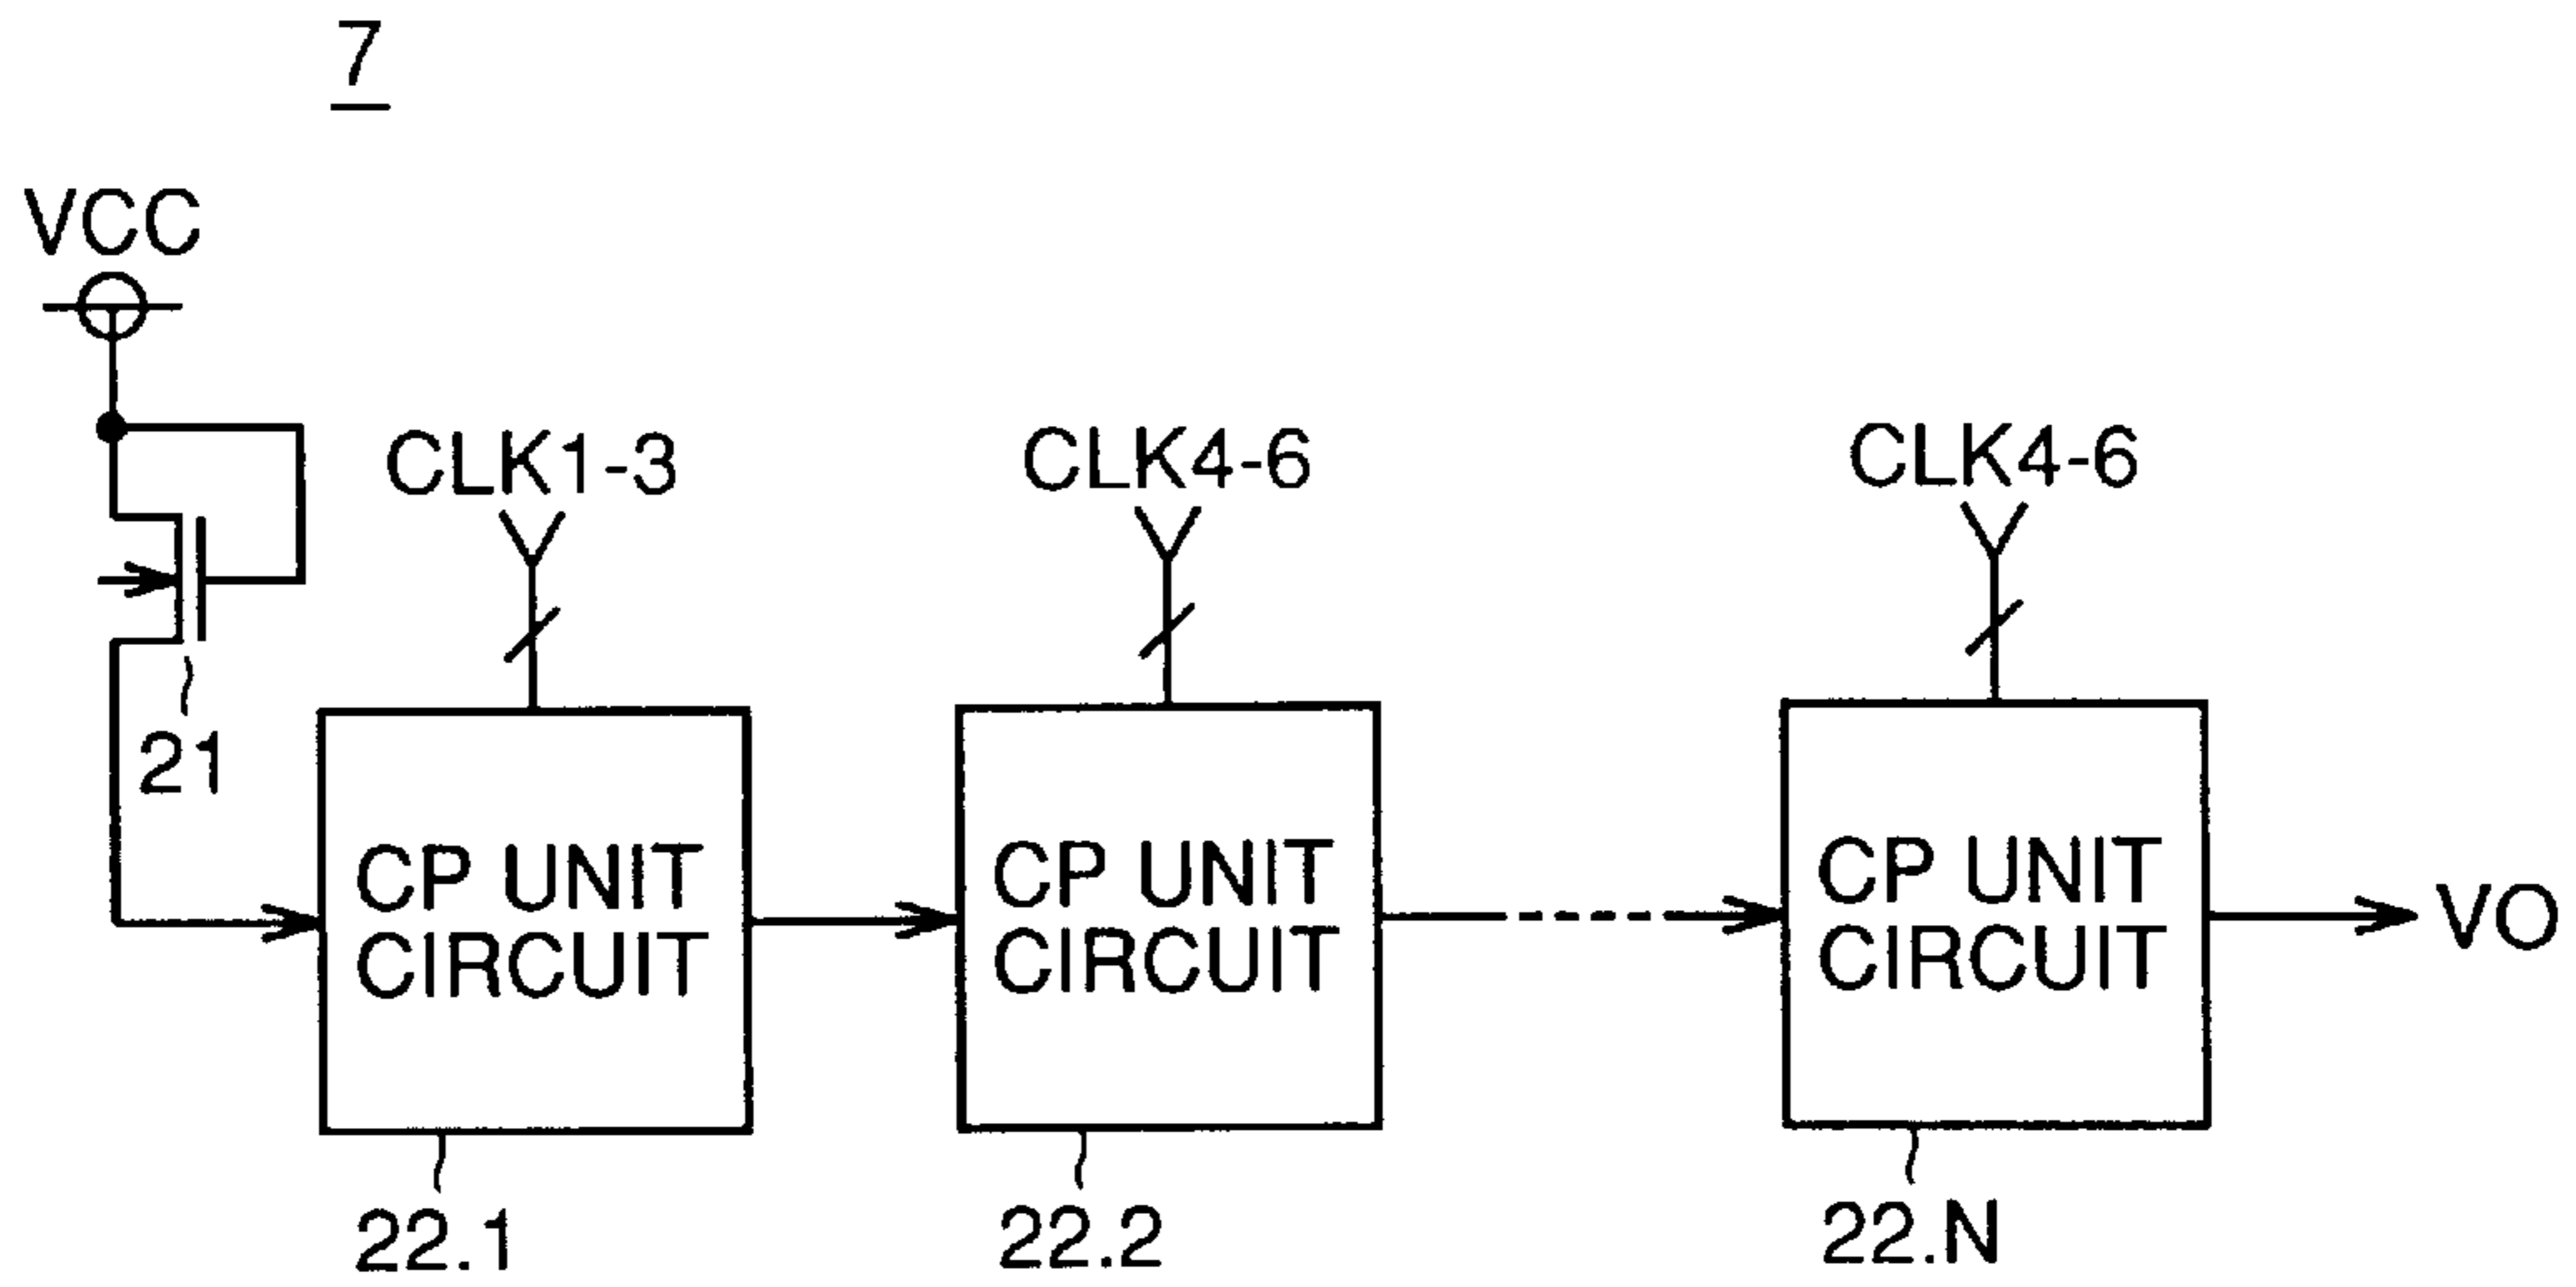 7
VCC
CLK1-3
CLK4-6
CLK4-6
21
CP UNIT
CIRCUIT
CP UNIT
CIRCUIT
CP UNIT
CIRCUIT
VO
22.1
22.2
22.N